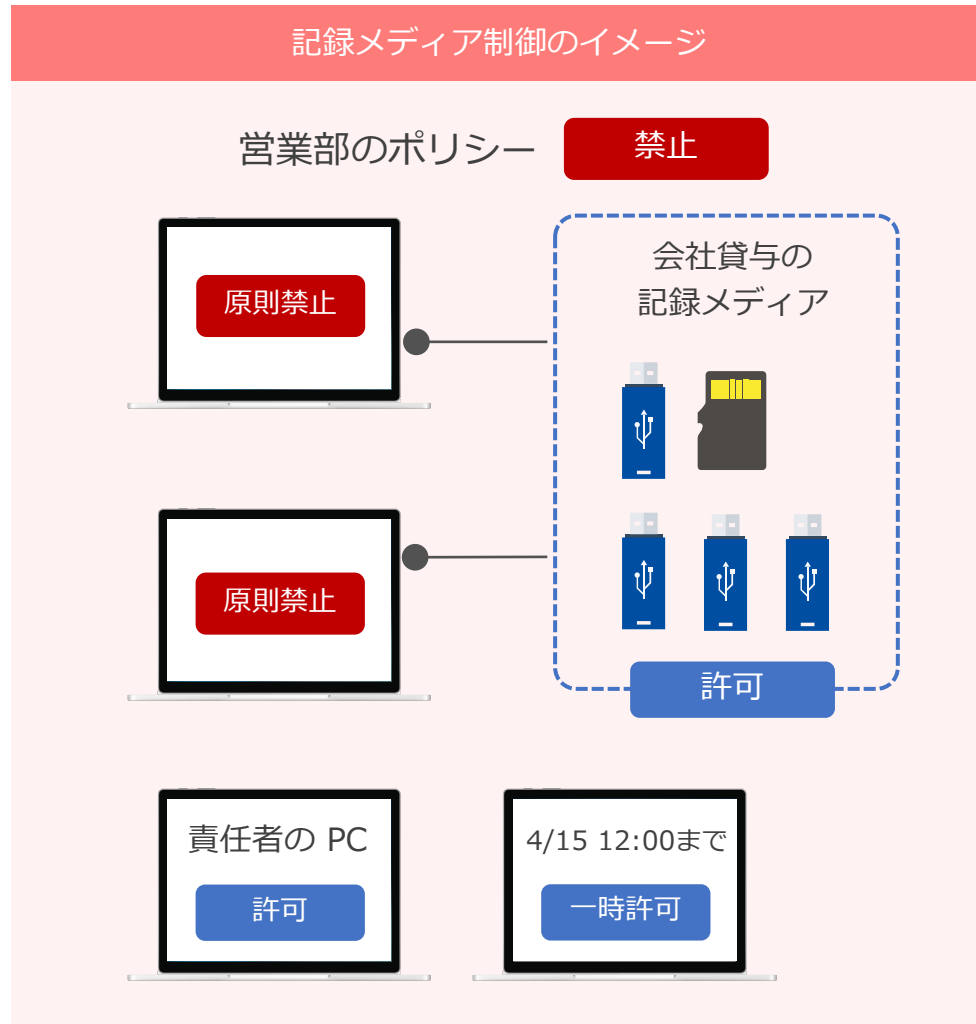 記録メディア制御のイメージ
営業部のポリシー
禁止
原則禁止
会社貸与の
記録メディア
原則禁止
許可
責任者の PC
許可
4/15 12:00まで
一時許可